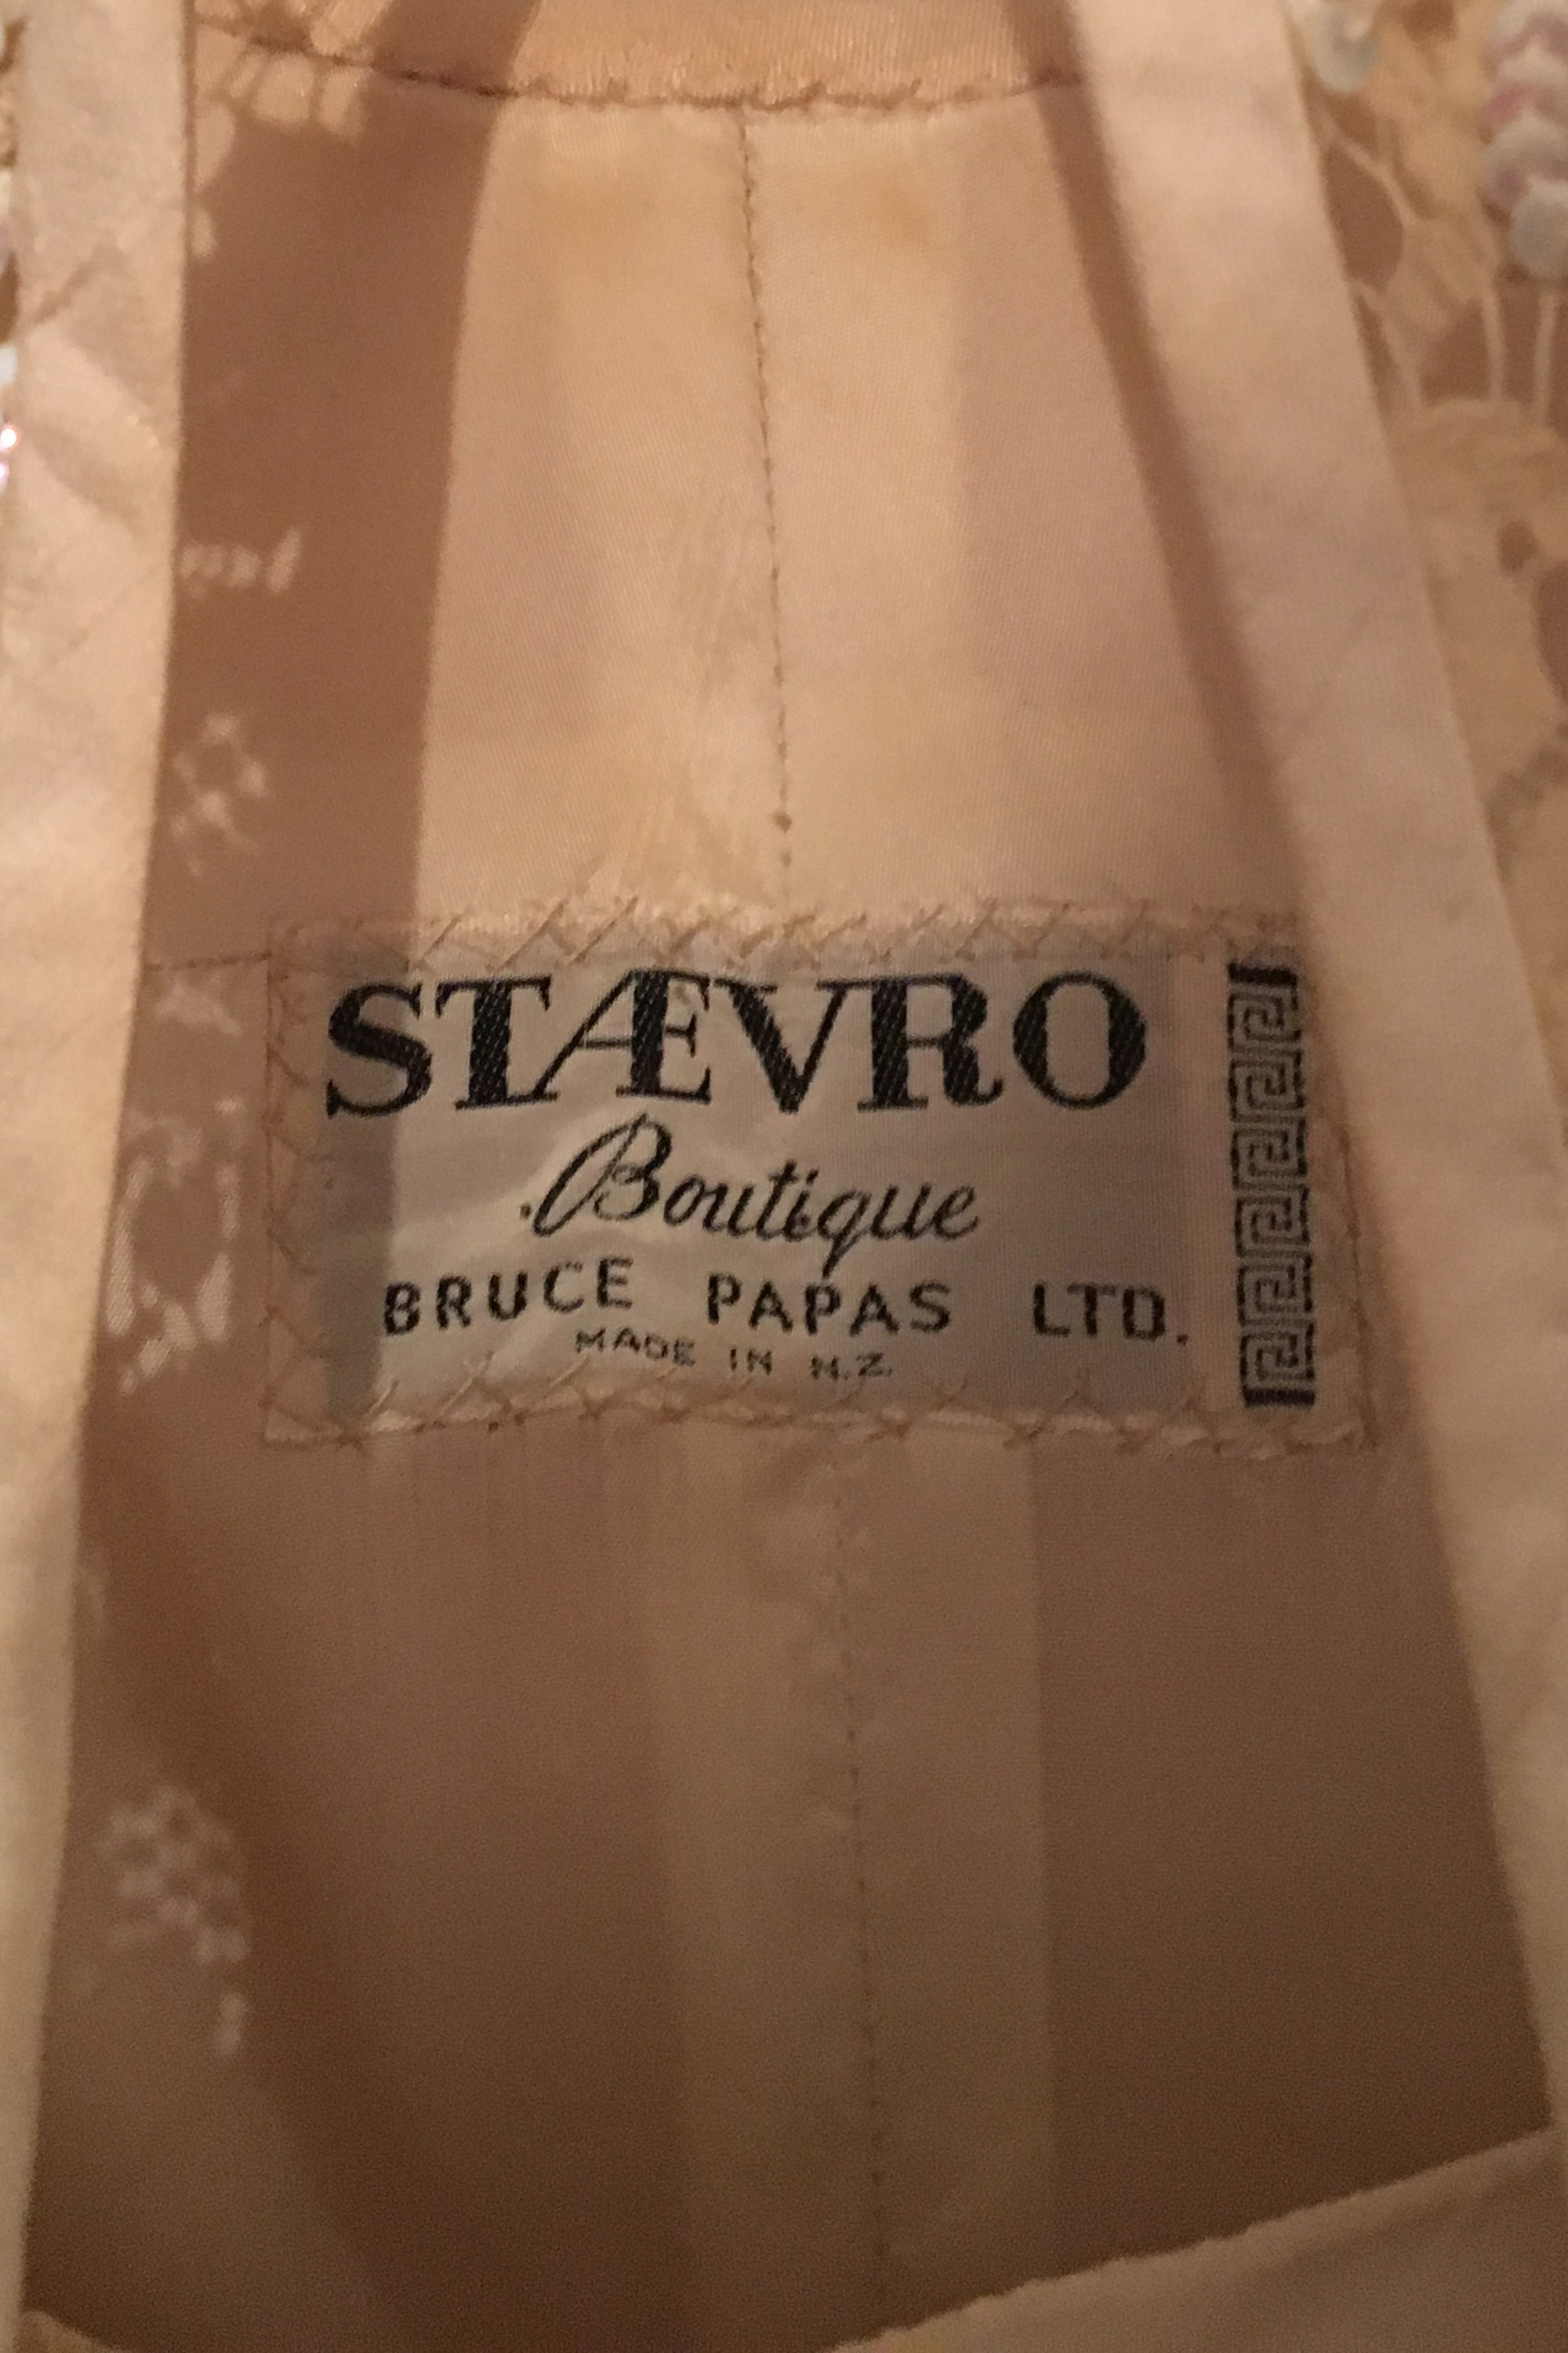 STÆVRO
Boutique
BRUCE PAPAS LTD.
MADE IN N.Z.